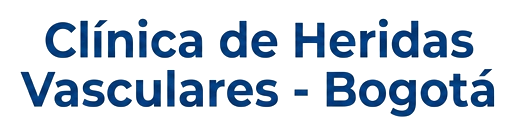 Clínica de Heridas
Vasculares - Bogotá